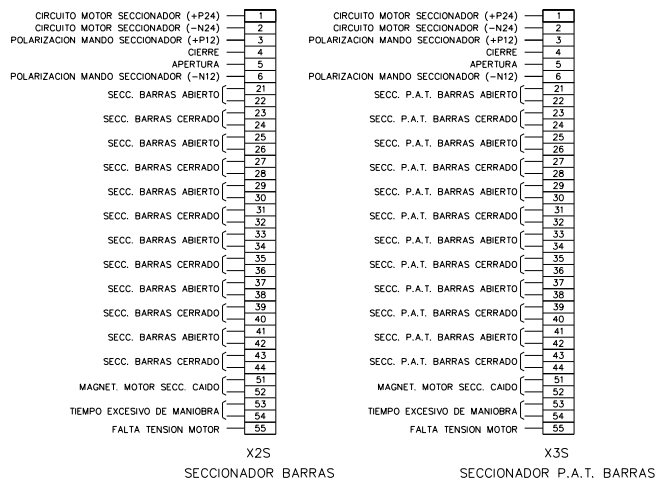 CIRCUITO MOTOR SECCIONADOR (+P24) 1
CIRCUITO MOTOR SECCIONADOR (-N24) 2
POLARIZACION MANDO SECCIONADOR (+P12) 3
CIERRE 4
APERTURA 5
POLARIZACION MANDO SECCIONADOR (-N12) 6
SECC. BARRAS ABIERTO 21
22
SECC. BARRAS CERRADO 23
24
SECC. BARRAS ABIERTO 25
26
SECC. BARRAS CERRADO 27
28
SECC. BARRAS ABIERTO 29
30
SECC. BARRAS CERRADO 31
32
SECC. BARRAS ABIERTO 33
34
SECC. BARRAS CERRADO 35
36
SECC. BARRAS ABIERTO 37
38
SECC. BARRAS CERRADO 39
40
SECC. BARRAS ABIERTO 41
42
SECC. BARRAS CERRADO 43
44
MAGNET. MOTOR SECC. CAIDO 51
52
TIEMPO EXCESIVO DE MANIOBRA 53
54
FALTA TENSION MOTOR 55
X2S
SECCIONADOR BARRAS
CIRCUITO MOTOR SECCIONADOR (+P24) 1
CIRCUITO MOTOR SECCIONADOR (-N24) 2
POLARIZACION MANDO SECCIONADOR (+P12) 3
CIERRE 4
APERTURA 5
POLARIZACION MANDO SECCIONADOR (-N12) 6
SECC. P.A.T. BARRAS ABIERTO 21
22
SECC. P.A.T. BARRAS CERRADO 23
24
SECC. P.A.T. BARRAS ABIERTO 25
26
SECC. P.A.T. BARRAS CERRADO 27
28
SECC. P.A.T. BARRAS ABIERTO 29
30
SECC. P.A.T. BARRAS CERRADO 31
32
SECC. P.A.T. BARRAS ABIERTO 33
34
SECC. P.A.T. BARRAS CERRADO 35
36
SECC. P.A.T. BARRAS ABIERTO 37
38
SECC. P.A.T. BARRAS CERRADO 39
40
SECC. P.A.T. BARRAS ABIERTO 41
42
SECC. P.A.T. BARRAS CERRADO 43
44
MAGNET. MOTOR SECC. CAIDO 51
52
TIEMPO EXCESIVO DE MANIOBRA 53
54
FALTA TENSION MOTOR 55
X3S
SECCIONADOR P.A.T. BARRAS